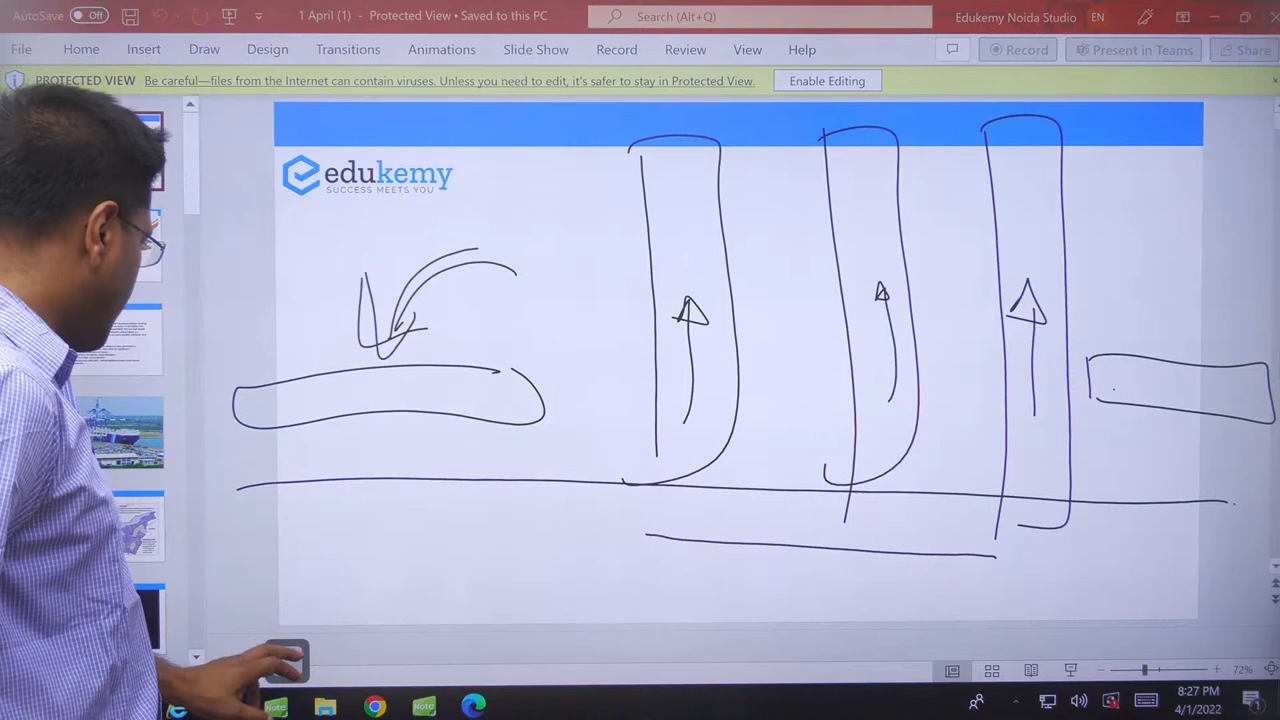 AutoSave Off 1 April (1) • Protected View • Saved to this PC Search (Alt+Q) Edukemy Noida Studio EN
File Home Insert Draw Design Transitions Animations Slide Show Record Review View Help Record Present in Teams Share
PROTECTED VIEW Be careful—files from the Internet can contain viruses. Unless you need to edit, it's safer to stay in Protected View. Enable Editing
edukemy
SUCCESS MEETS YOU
72%
Note Note 8:27 PM
4/1/2022